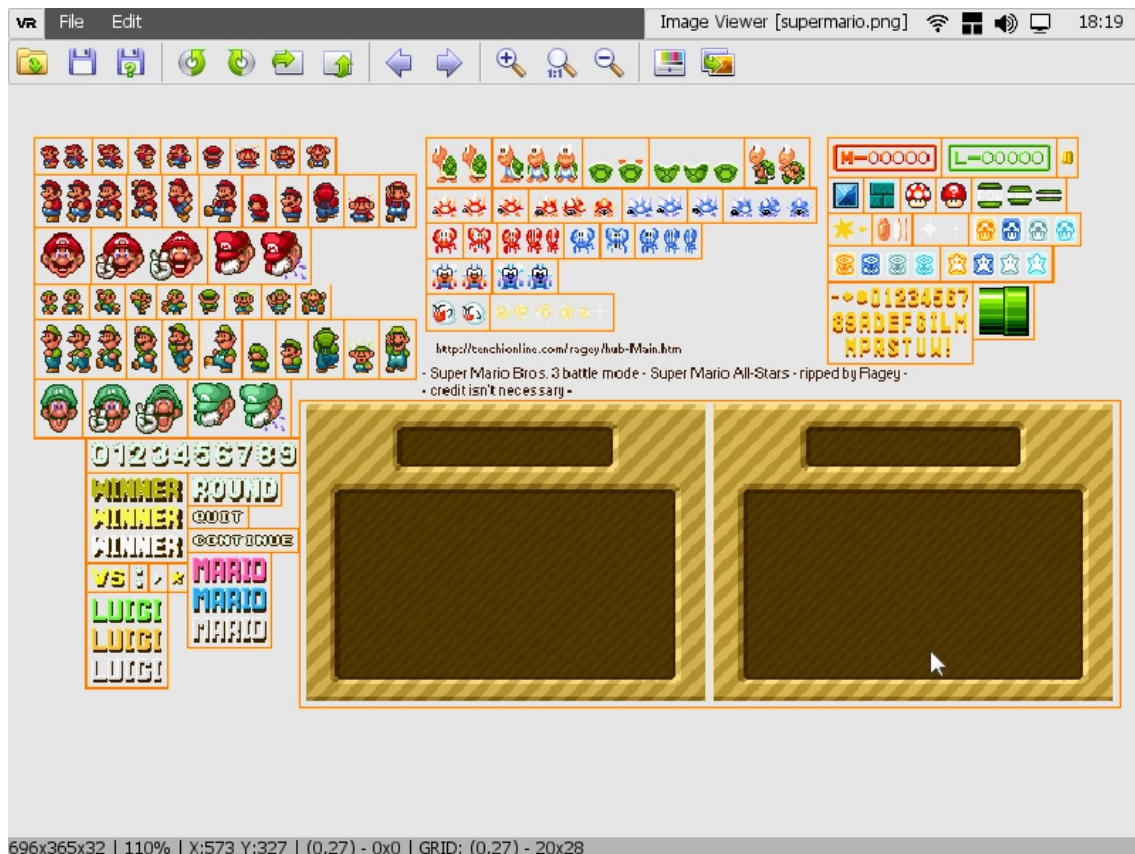 VR File Edit Image Viewer [supermario.png] 18:19
1:1
M-00000 L-00000
-01234567
89ADEFGILM
NPRSTUW!
http://tenchionline.com/ragey/hub-Main.htm
- Super Mario Bros. 3 battle mode - Super Mario All-Stars - ripped by Ragey -
- credit isn't necessary -
0123456789
WINNER ROUND
WINNER QUIT
WINNER CONTINUE
VS : , MARIO
LUIGI MARIO
LUIGI MARIO
LUIGI
696x365x32 | 110% | X:573 Y:327 | (0,27) - 0x0 | GRID: (0,27) - 20x28